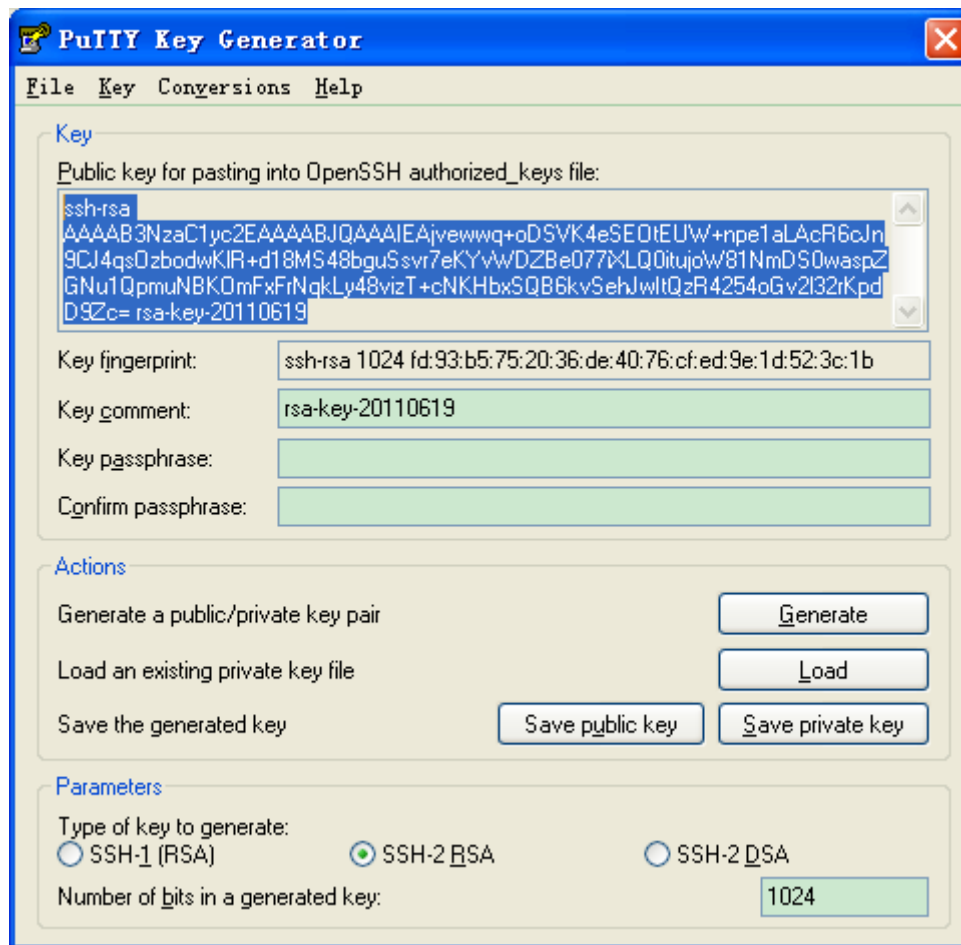 PuTTY Key Generator
File Key Conversions Help
Key
Public key for pasting into OpenSSH authorized_keys file:
ssh-rsa
AAAAB3NzaC1yc2EAAAABJQAAAIEAjvewwq+oDSVK4eSEOtEUW+npe1aLAcR6cJn
9CJ4qsOzbodwKlR+d18MS48bguSsvr7eKYvWDZBe077iXLQ0itujoW81NmDS0waspZ
GNu1QpmuNBKOmFxFrNqkLy48vizT+cNKHbxSQB6kvSehJwltQzR4254oGv2l32rKpd
D9Zc= rsa-key-20110619
Key fingerprint: ssh-rsa 1024 fd:93:b5:75:20:36:de:40:76:cf:ed:9e:1d:52:3c:1b
Key comment: rsa-key-20110619
Key passphrase:
Confirm passphrase:
Actions
Generate a public/private key pair Generate
Load an existing private key file Load
Save the generated key Save public key Save private key
Parameters
Type of key to generate:
SSH-1 (RSA) SSH-2 RSA SSH-2 DSA
Number of bits in a generated key: 1024